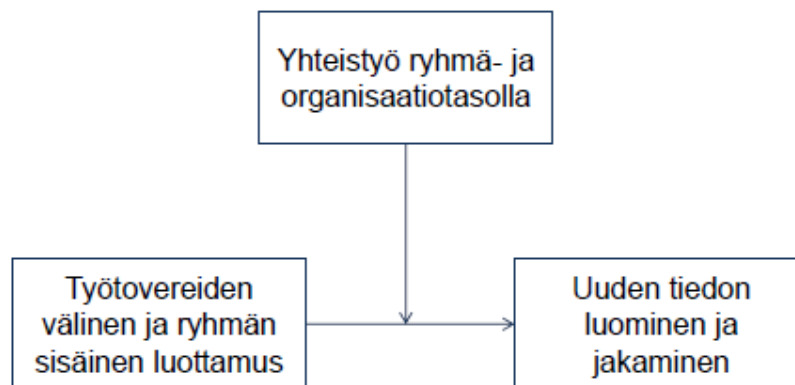 Yhteistyö ryhmä- ja
organisaatiotasolla
Työtovereiden
välinen ja ryhmän
sisäinen luottamus
Uuden tiedon
luominen ja
jakaminen